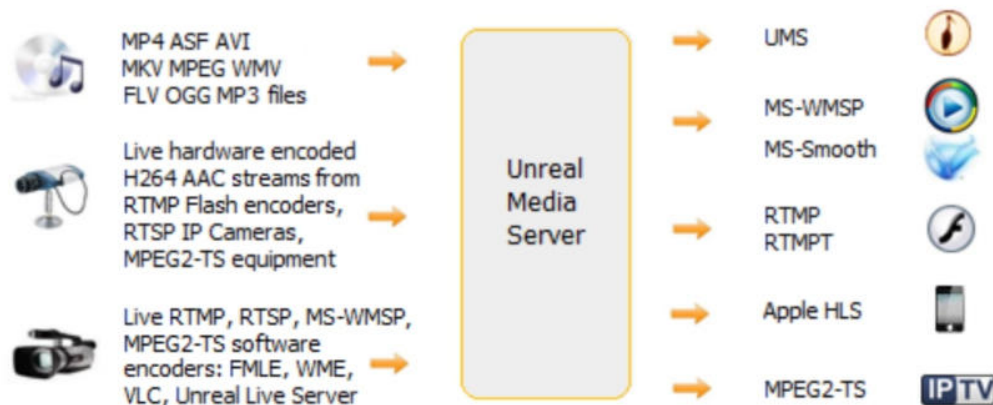 MP4 ASF AVI
MKV MPEG WMV
FLV OGG MP3 files
Live hardware encoded
H264 AAC streams from
RTMP Flash encoders,
RTSP IP Cameras,
MPEG2-TS equipment
Live RTMP, RTSP, MS-WMSP,
MPEG2-TS software
encoders: FMLE, WME,
VLC, Unreal Live Server
Unreal
Media
Server
UMS
MS-WMSP
MS-Smooth
RTMP
RTMPT
Apple HLS
MPEG2-TS
IPTV